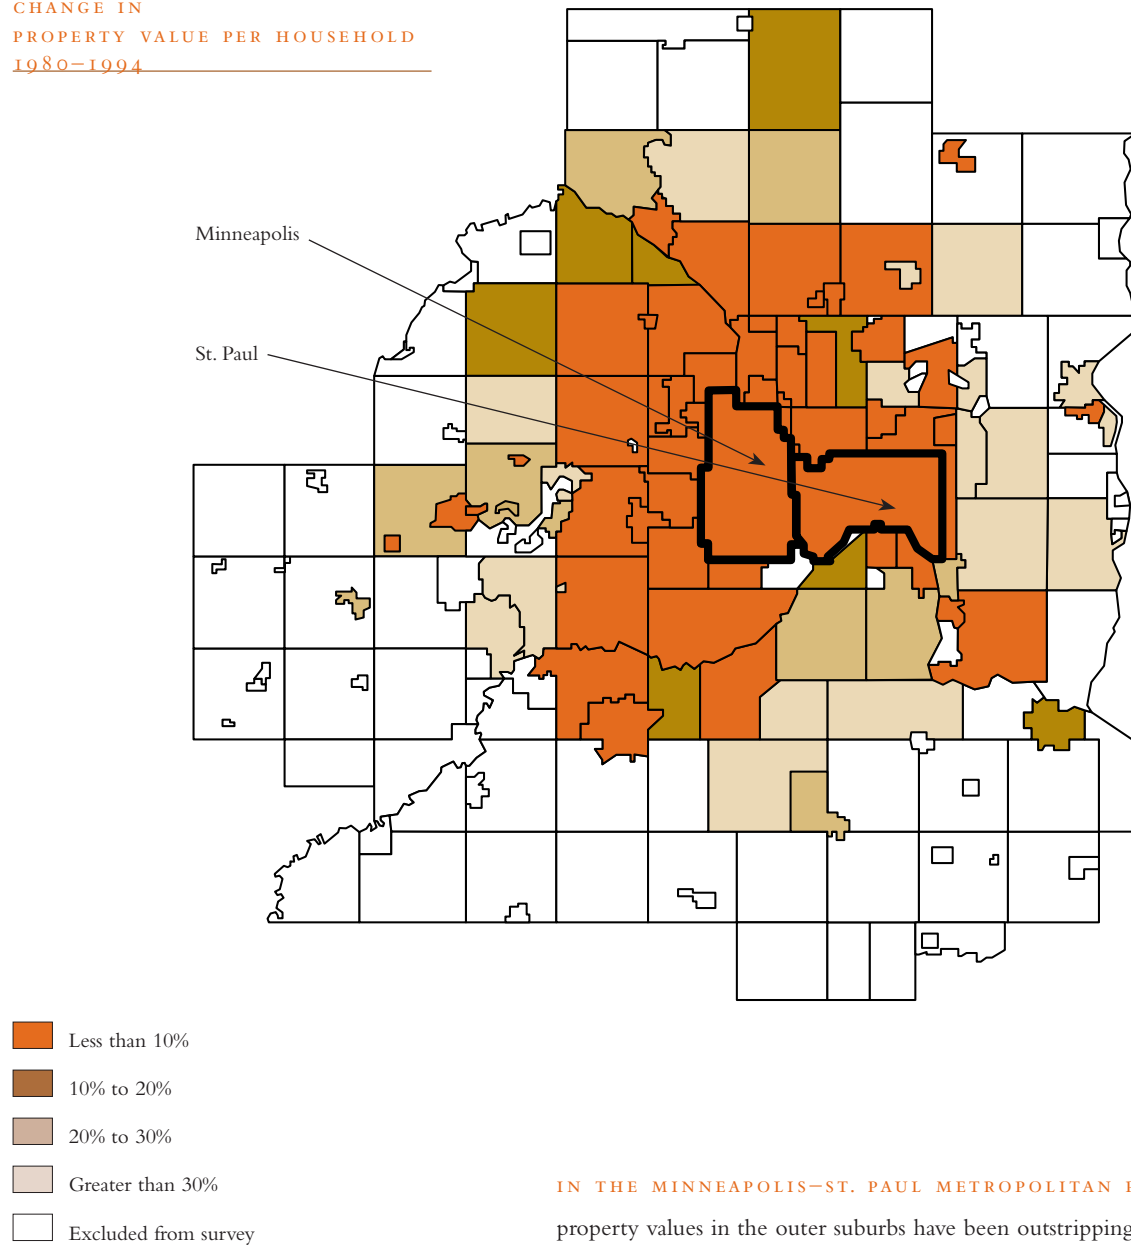 CHANGE IN
PROPERTY VALUE PER HOUSEHOLD
1980–1994
Minneapolis
St. Paul
Less than 10%
10% to 20%
20% to 30%
Greater than 30%
Excluded from survey
IN THE MINNEAPOLIS–ST. PAUL METROPOLITAN
property values in the outer suburbs have been outstripping